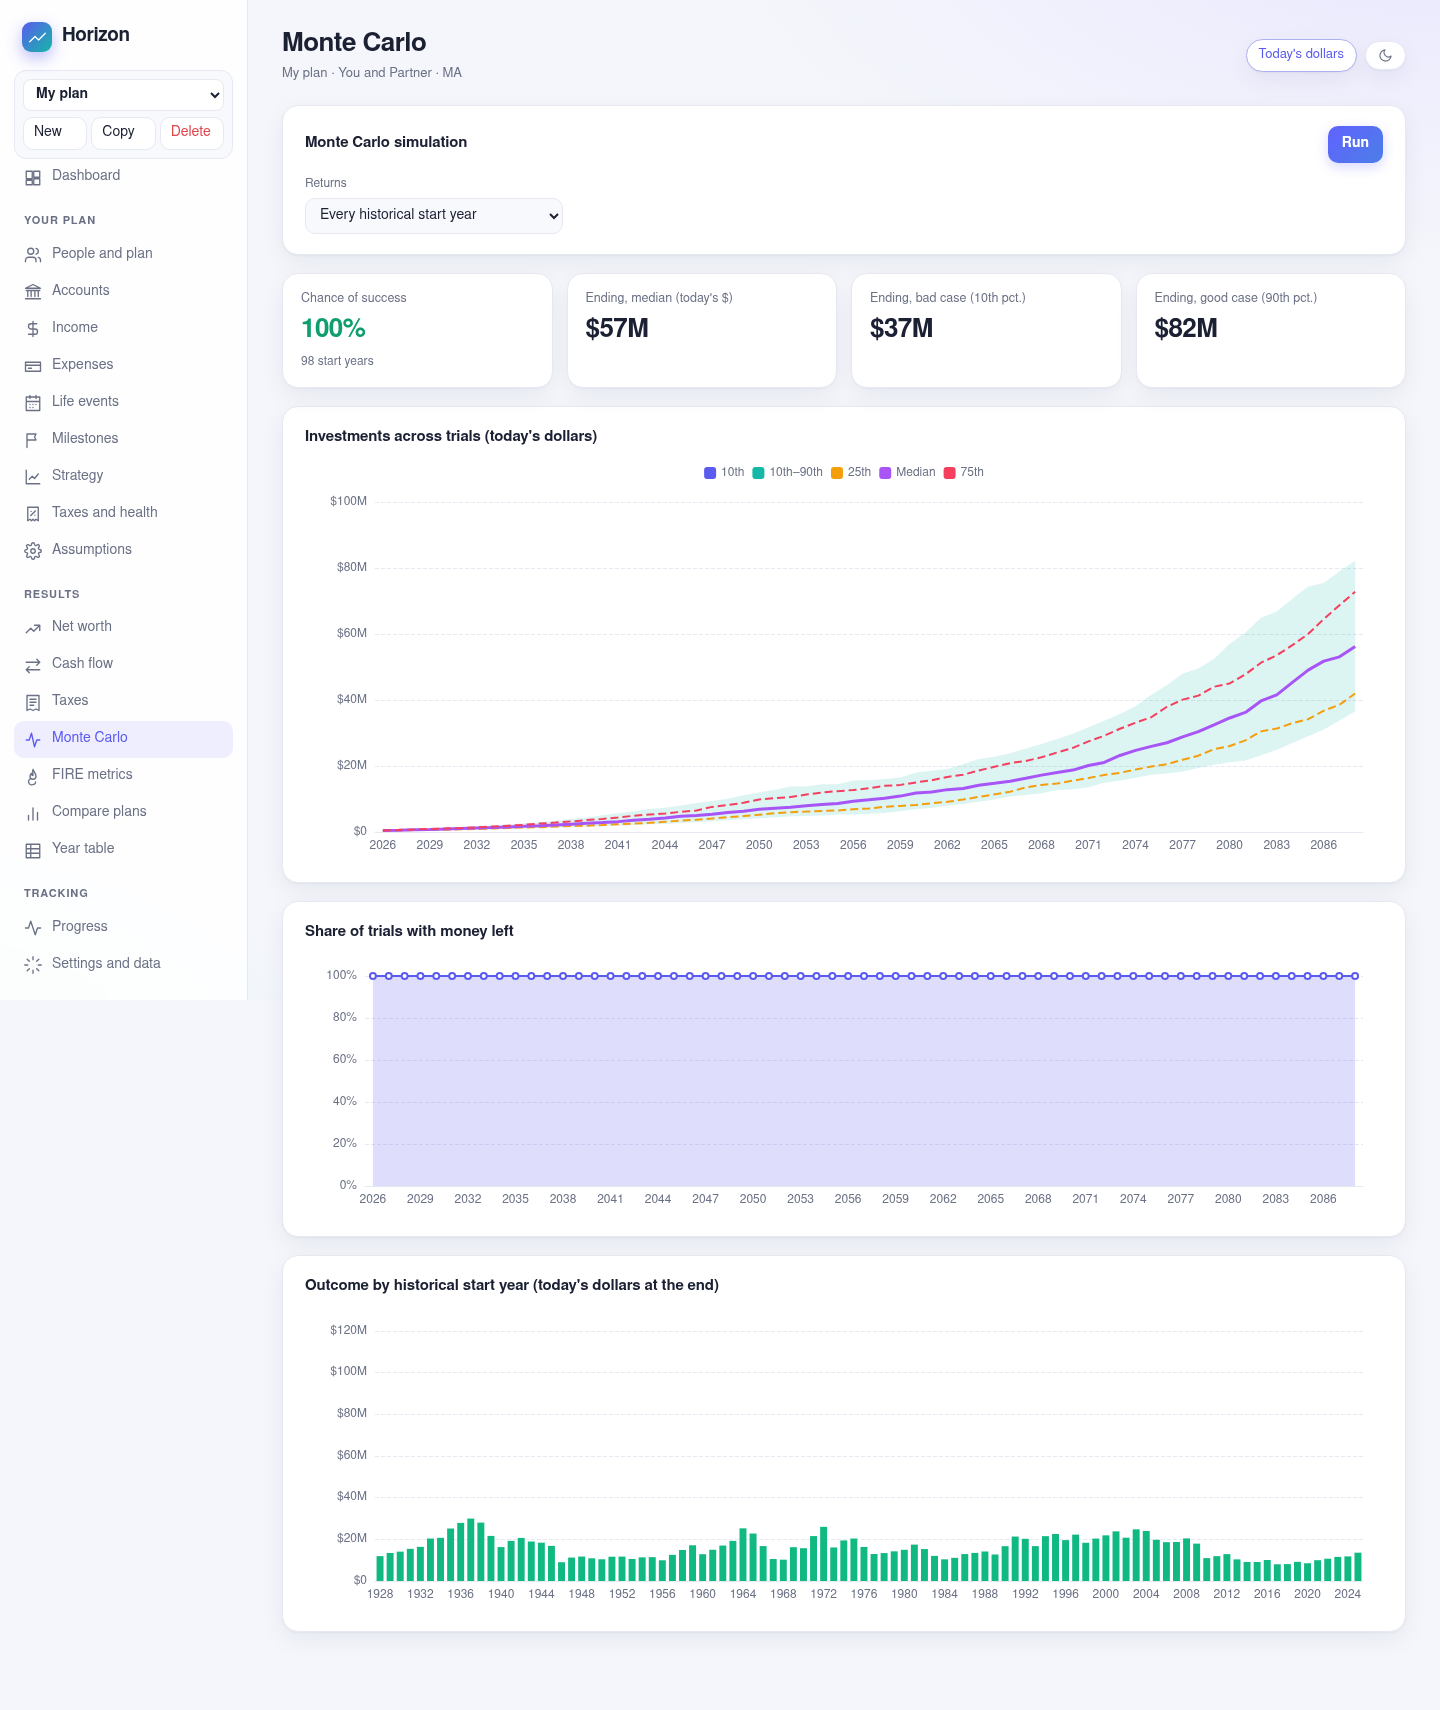 Horizon
My plan
New Copy Delete
Dashboard
YOUR PLAN
People and plan
Accounts
Income
Expenses
Life events
Milestones
Strategy
Taxes and health
Assumptions
RESULTS
Net worth
Cash flow
Taxes
Monte Carlo
FIRE metrics
Compare plans
Year table
TRACKING
Progress
Settings and data
Monte Carlo
My plan · You and Partner · MA
Today's dollars
Monte Carlo simulation
Run
Returns
Every historical start year
Chance of success
100%
98 start years
Ending, median (today's $)
$57M
Ending, bad case (10th pct.)
$37M
Ending, good case (90th pct.)
$82M
Investments across trials (today's dollars)
10th 10th–90th 25th Median 75th
$100M
$80M
$60M
$40M
$20M
$0
2026 2029 2032 2035 2038 2041 2044 2047 2050 2053 2056 2059 2062 2065 2068 2071 2074 2077 2080 2083 2086
Share of trials with money left
100%
80%
60%
40%
20%
0%
2026 2029 2032 2035 2038 2041 2044 2047 2050 2053 2056 2059 2062 2065 2068 2071 2074 2077 2080 2083 2086
Outcome by historical start year (today's dollars at the end)
$120M
$100M
$80M
$60M
$40M
$20M
$0
1928 1932 1936 1940 1944 1948 1952 1956 1960 1964 1968 1972 1976 1980 1984 1988 1992 1996 2000 2004 2008 2012 2016 2020 2024